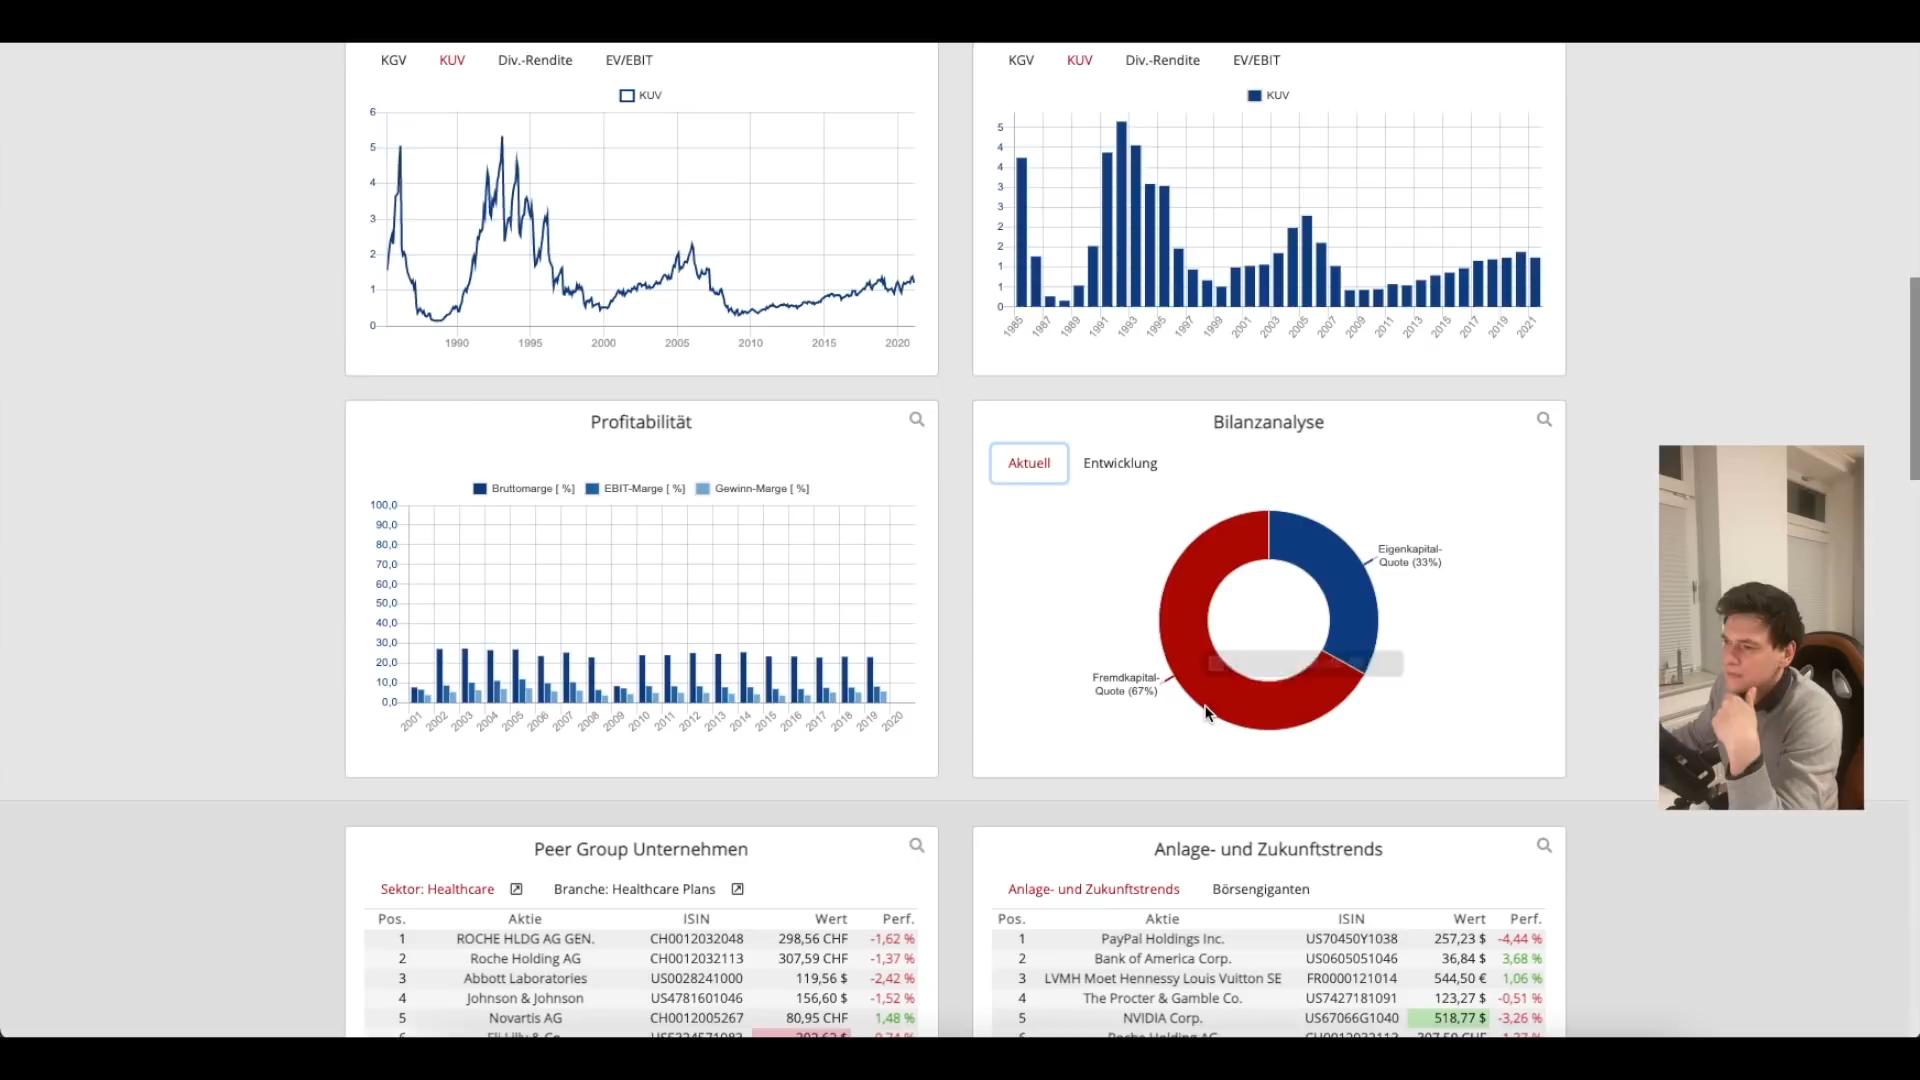 KGV KUV Div.-Rendite EV/EBIT
KUV
6
5
4
3
2
1
0
1990 1995 2000 2005 2010 2015 2020
KGV KUV Div.-Rendite EV/EBIT
KUV
5
4
4
3
3
2
2
1
1
0
1985 1987 1989 1991 1993 1995 1997 1999 2001 2003 2005 2007 2009 2011 2013 2015 2017 2019 2021
Profitabilität
Bruttomarge [ %] EBIT-Marge [ %] Gewinn-Marge [ %]
100,0
90,0
80,0
70,0
60,0
50,0
40,0
30,0
20,0
10,0
0,0
2001 2002 2003 2004 2005 2006 2007 2008 2009 2010 2011 2012 2013 2014 2015 2016 2017 2018 2019 2020
Bilanzanalyse
Aktuell Entwicklung
Eigenkapital-
Quote (33%)
Fremdkapital-
Quote (67%)
Peer Group Unternehmen
Sektor: Healthcare Branche: Healthcare Plans
Pos. Aktie ISIN Wert Perf.
1 ROCHE HLDG AG GEN. CH0012032048 298,56 CHF -1,62 %
2 Roche Holding AG CH0012032113 307,59 CHF -1,37 %
3 Abbott Laboratories US0028241000 119,56 $ -2,42 %
4 Johnson & Johnson US4781601046 156,60 $ -1,52 %
5 Novartis AG CH0012005267 80,95 CHF 1,48 %
Anlage- und Zukunftstrends
Anlage- und Zukunftstrends Börsengiganten
Pos. Aktie ISIN Wert Perf.
1 PayPal Holdings Inc. US70450Y1038 257,23 $ -4,44 %
2 Bank of America Corp. US0605051046 36,84 $ 3,68 %
3 LVMH Moet Hennessy Louis Vuitton SE FR0000121014 544,50 € 1,06 %
4 The Procter & Gamble Co. US7427181091 123,27 $ -0,51 %
5 NVIDIA Corp. US67066G1040 518,77 $ -3,26 %